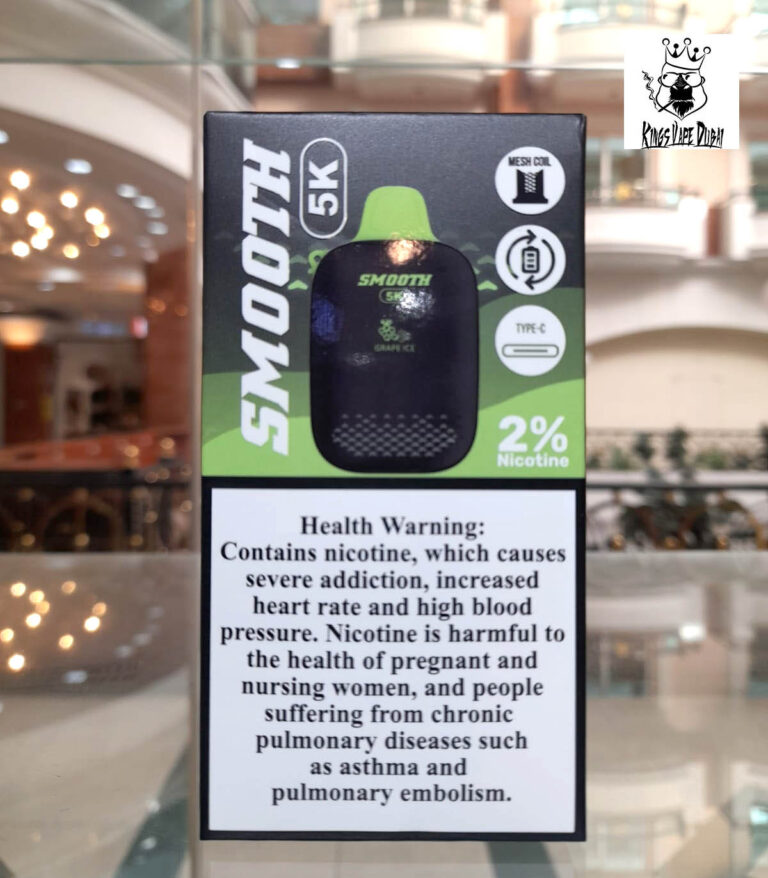 KINGS VAPE DUBAI
SMOOTH
5K
MESH COIL
SMOOTH
5K
GRAPE ICE
TYPE-C
2%
Nicotine
Health Warning:
Contains nicotine, which causes
severe addiction, increased
heart rate and high blood
pressure. Nicotine is harmful to
the health of pregnant and
nursing women, and people
suffering from chronic
pulmonary diseases such
as asthma and
pulmonary embolism.